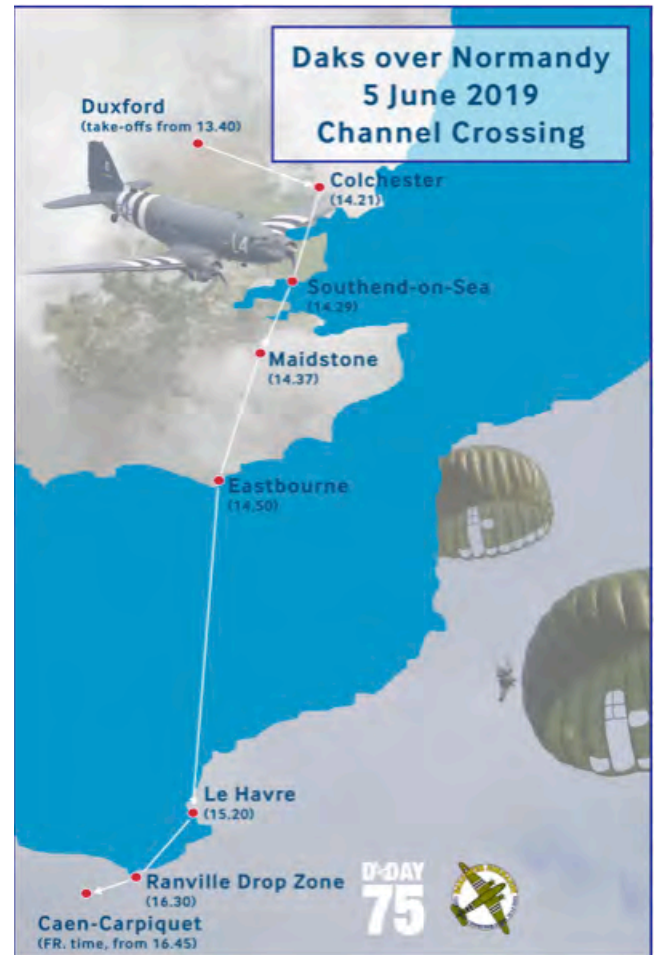 Daks over Normandy
5 June 2019
Channel Crossing
Duxford
(take-offs from 13.40)
Colchester
(14.21)
Southend-on-Sea
(14.29)
Maidstone
(14.37)
Eastbourne
(14.50)
Le Havre
(15.20)
Ranville Drop Zone
(16.30)
Caen-Carpiquet
(FR. time, from 16.45)
D-DAY
75